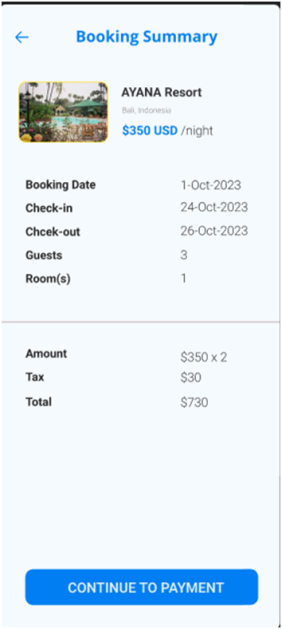 Booking Summary
AYANA Resort
Bali, Indonesia
$350 USD /night
Booking Date 1-Oct-2023
Check-in 24-Oct-2023
Chcek-out 26-Oct-2023
Guests 3
Room(s) 1
Amount $350 x 2
Tax $30
Total $730
CONTINUE TO PAYMENT